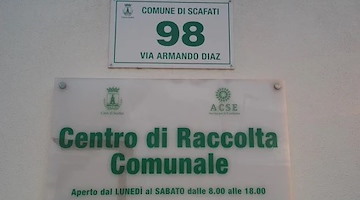 COMUNE DI SCAFATI
98
VIA ARMANDO DIAZ
ACSE
Centro di Raccolta
Comunale
Aperto dal LUNEDÌ al SABATO dalle 8.00 alle 18.00